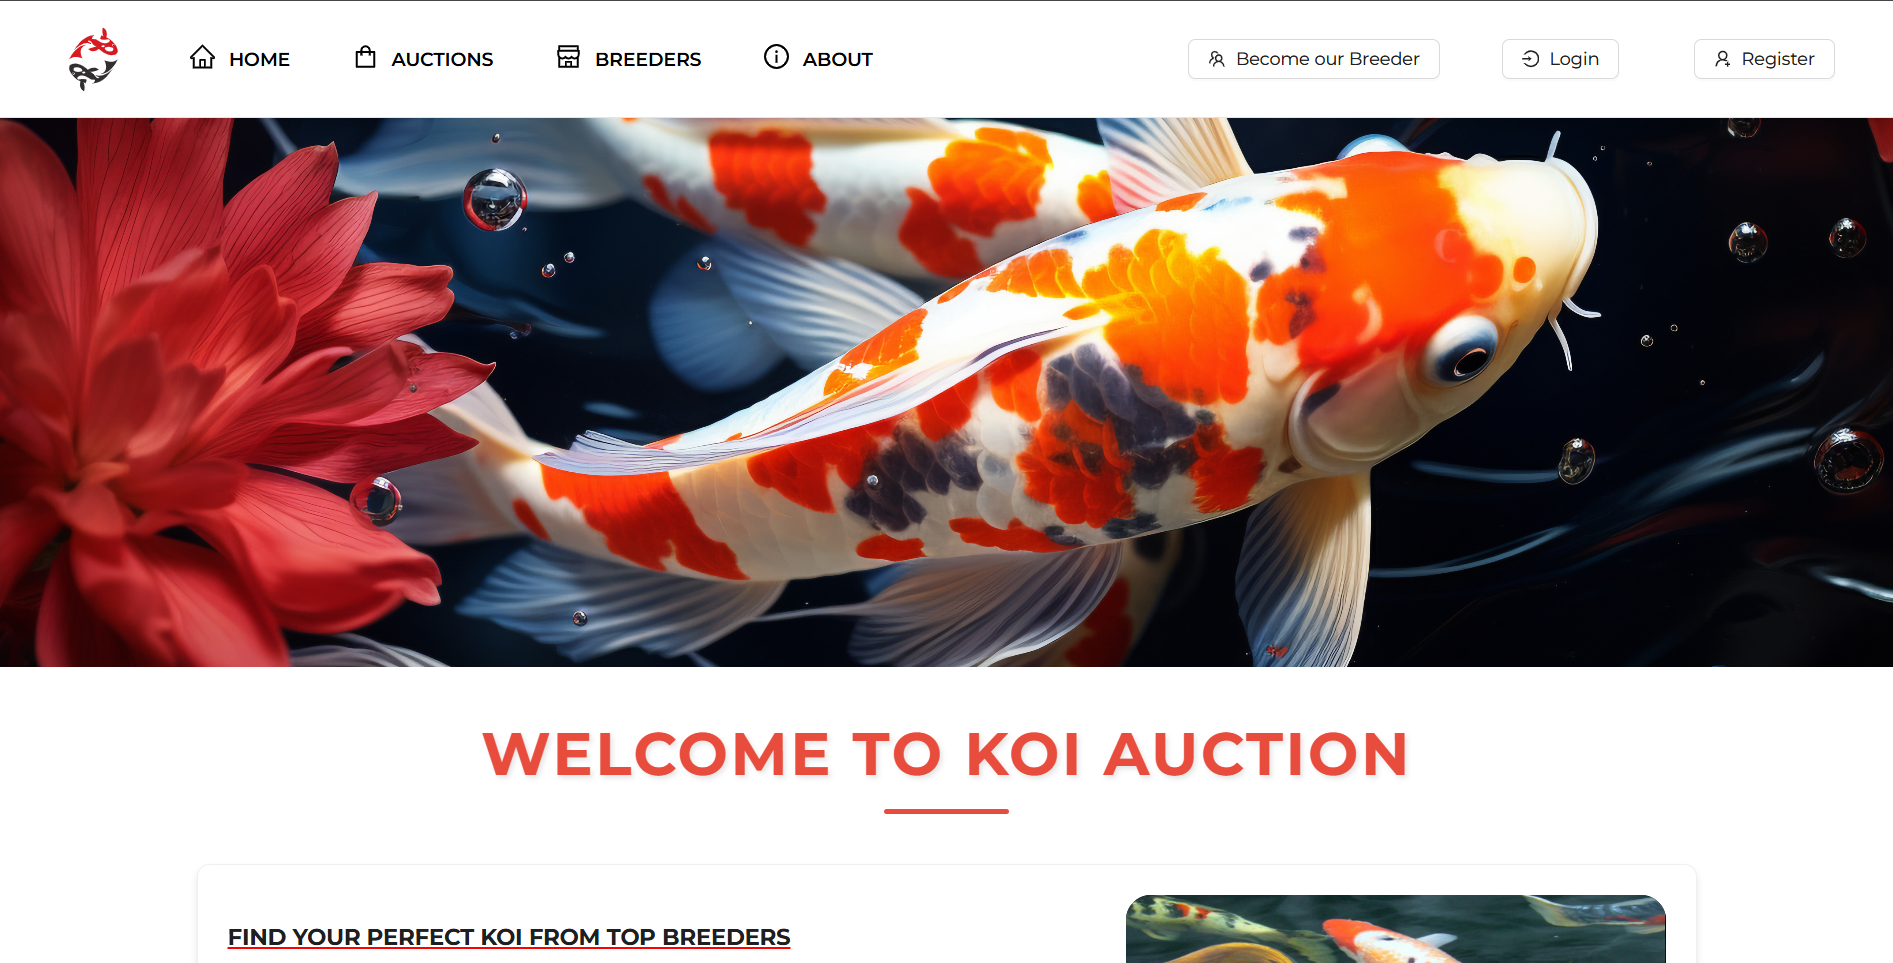 HOME
AUCTIONS
BREEDERS
ABOUT
Become our Breeder
Login
Register
WELCOME TO KOI AUCTION
FIND YOUR PERFECT KOI FROM TOP BREEDERS